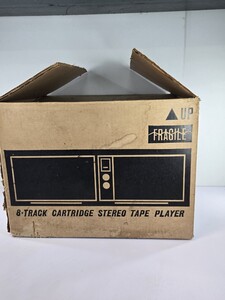 ▲ UP
FRAGILE
8-TRACK CARTRIDGE STEREO TAPE PLAYER